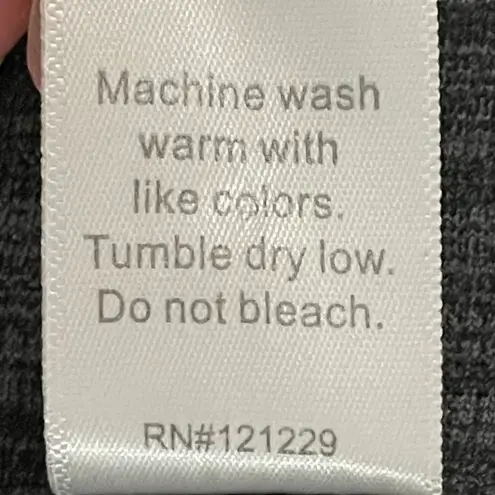 Machine wash
warm with
like colors.
Tumble dry low.
Do not bleach.
RN#121229